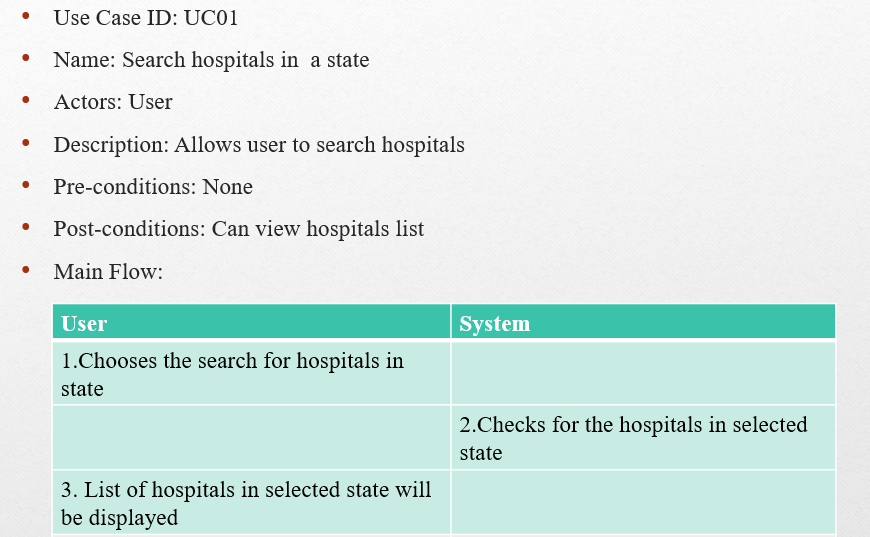 Use Case ID: UC01
Name: Search hospitals in  a state
Actors: User
Description: Allows user to search hospitals
Pre-conditions: None
Post-conditions: Can view hospitals list
Main Flow:
User
System
1.Chooses the search for hospitals in
state
2.Checks for the hospitals in selected
state
3. List of hospitals in selected state will
be displayed